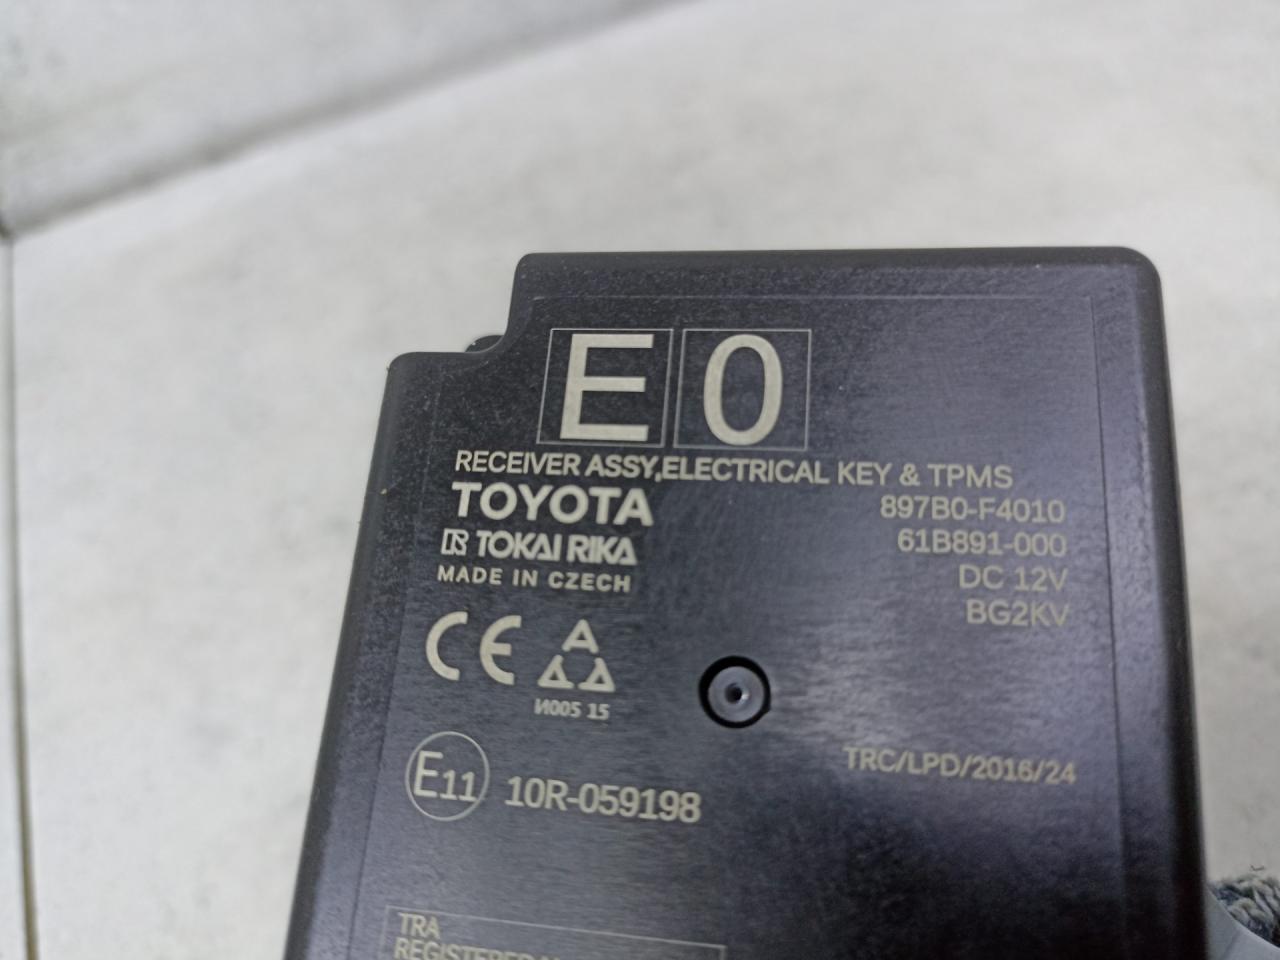 E0
RECEIVER ASSY,ELECTRICAL KEY & TPMS
TOYOTA
897B0-F4010
TOKAI RIKA
61B891-000
MADE IN CZECH
DC 12V
BG2KV
CE
И005 15
TRC/LPD/2016/24
E11 10R-059198
TRA
REGISTERED